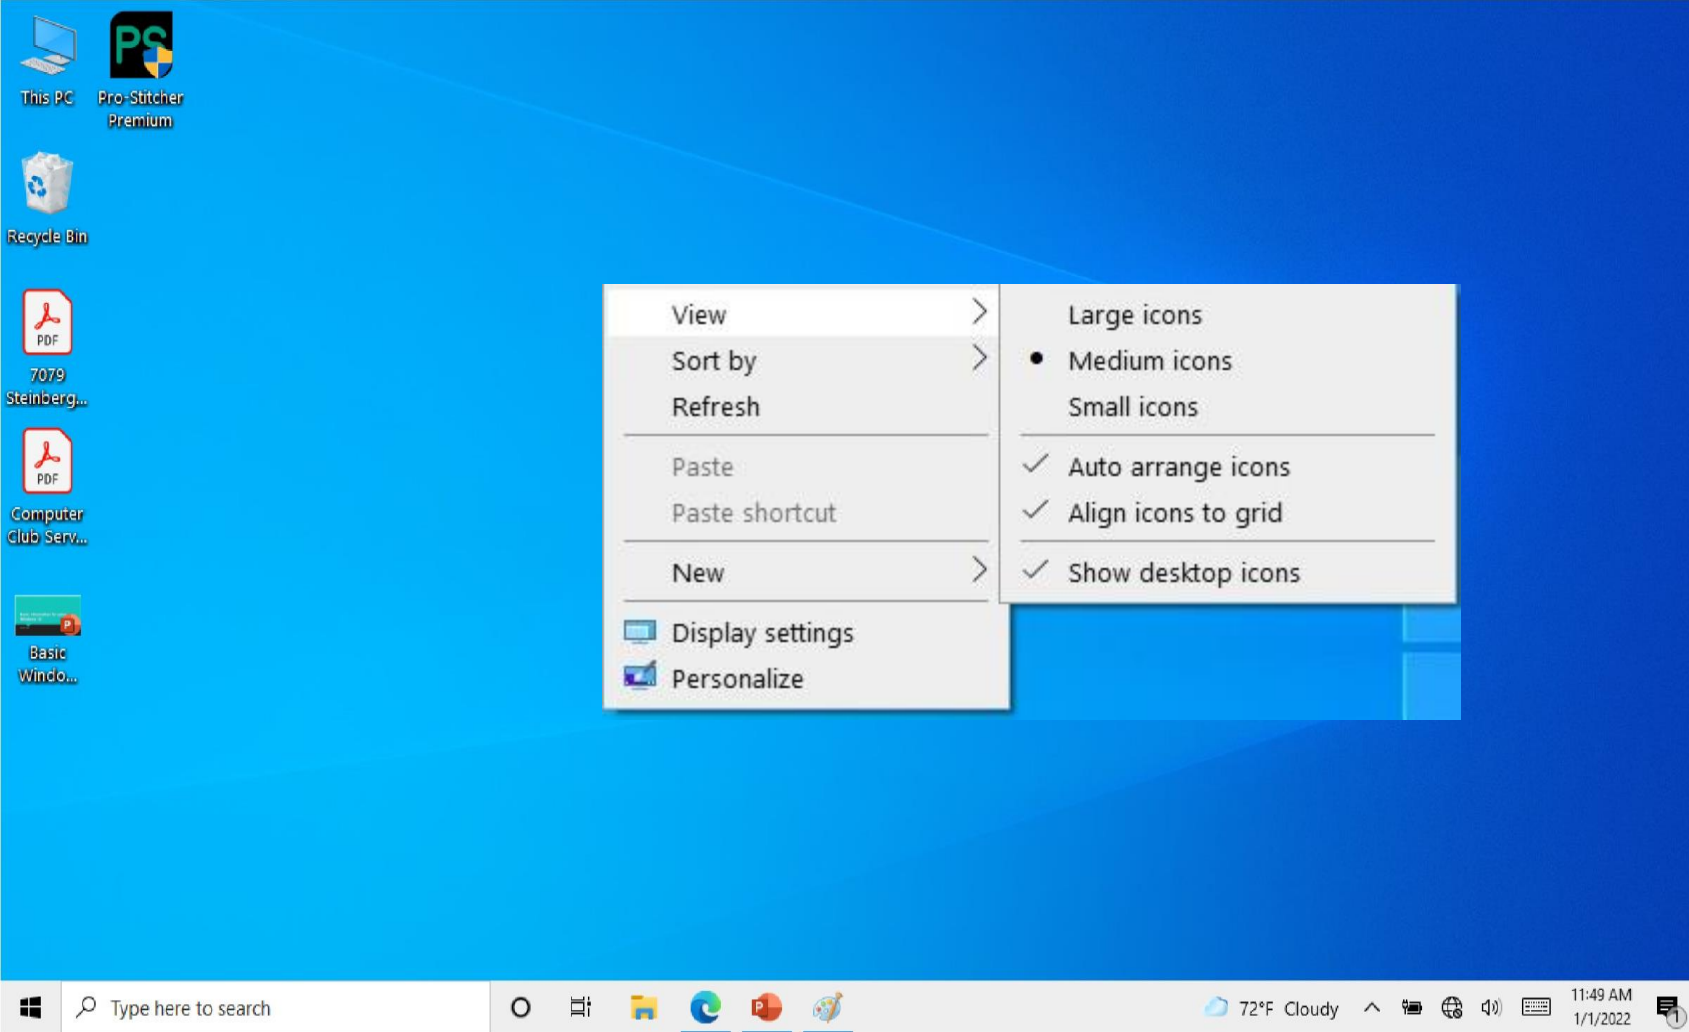 PS
This PC
Pro-Stitcher
Premium
Recycle Bin
PDF
7079
Steinberg...
PDF
Computer
Club Serv...
P
Basic
Windo...
View
Sort by
Refresh
Paste
Paste shortcut
New
Display settings
Personalize
Large icons
Medium icons
Small icons
Auto arrange icons
Align icons to grid
Show desktop icons
Type here to search
P
72°F Cloudy
11:49 AM
1/1/2022
1